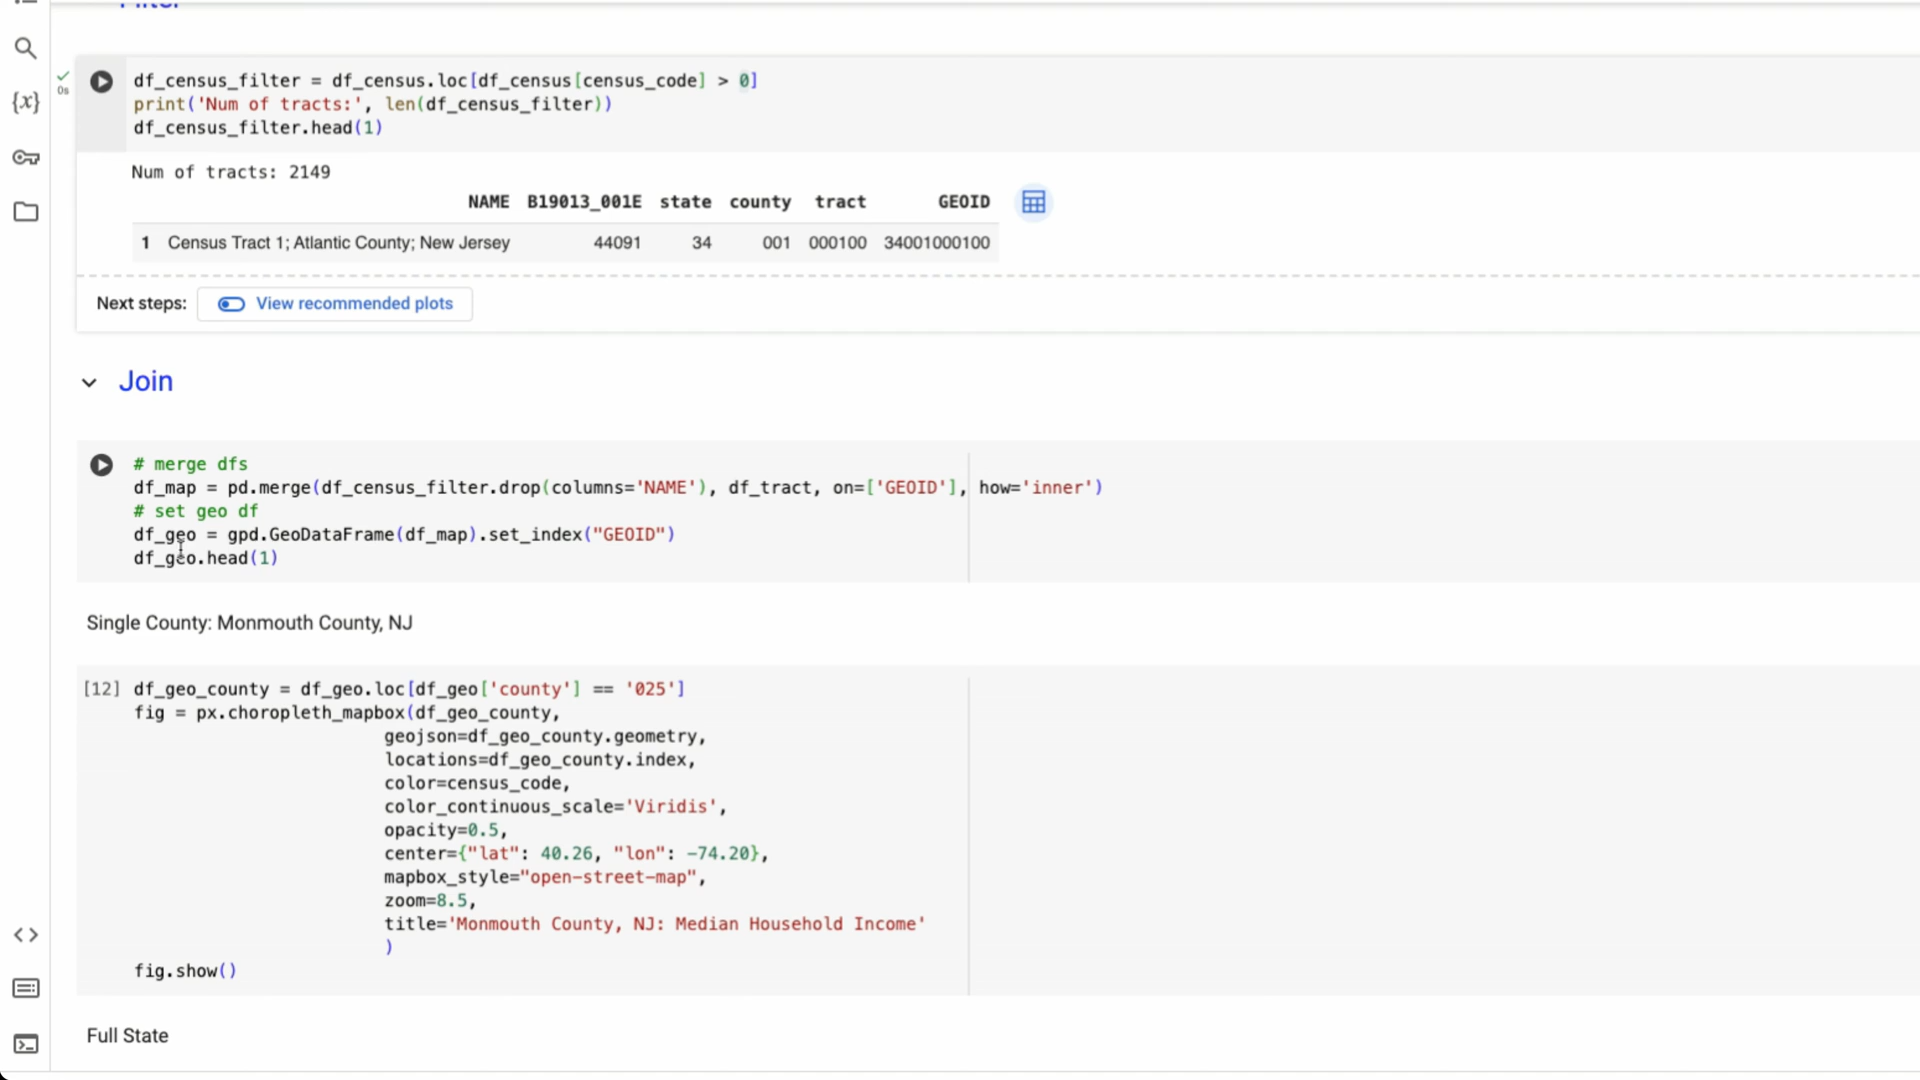 Filter
0s
df_census_filter = df_census.loc[df_census[census_code] > 0]
print('Num of tracts:', len(df_census_filter))
df_census_filter.head(1)
{x}
Num of tracts: 2149
NAME B19013_001E state county tract GEOID
1 Census Tract 1; Atlantic County; New Jersey 44091 34 001 000100 34001000100
Next steps: View recommended plots
Join
# merge dfs
df_map = pd.merge(df_census_filter.drop(columns='NAME'), df_tract, on=['GEOID'], how='inner')
# set geo df
df_geo = gpd.GeoDataFrame(df_map).set_index("GEOID")
df_geo.head(1)
Single County: Monmouth County, NJ
[12] df_geo_county = df_geo.loc[df_geo['county'] == '025']
fig = px.choropleth_mapbox(df_geo_county,
geojson=df_geo_county.geometry,
locations=df_geo_county.index,
color=census_code,
color_continuous_scale='Viridis',
opacity=0.5,
center={"lat": 40.26, "lon": -74.20},
mapbox_style="open-street-map",
zoom=8.5,
title='Monmouth County, NJ: Median Household Income'
)
fig.show()
Full State